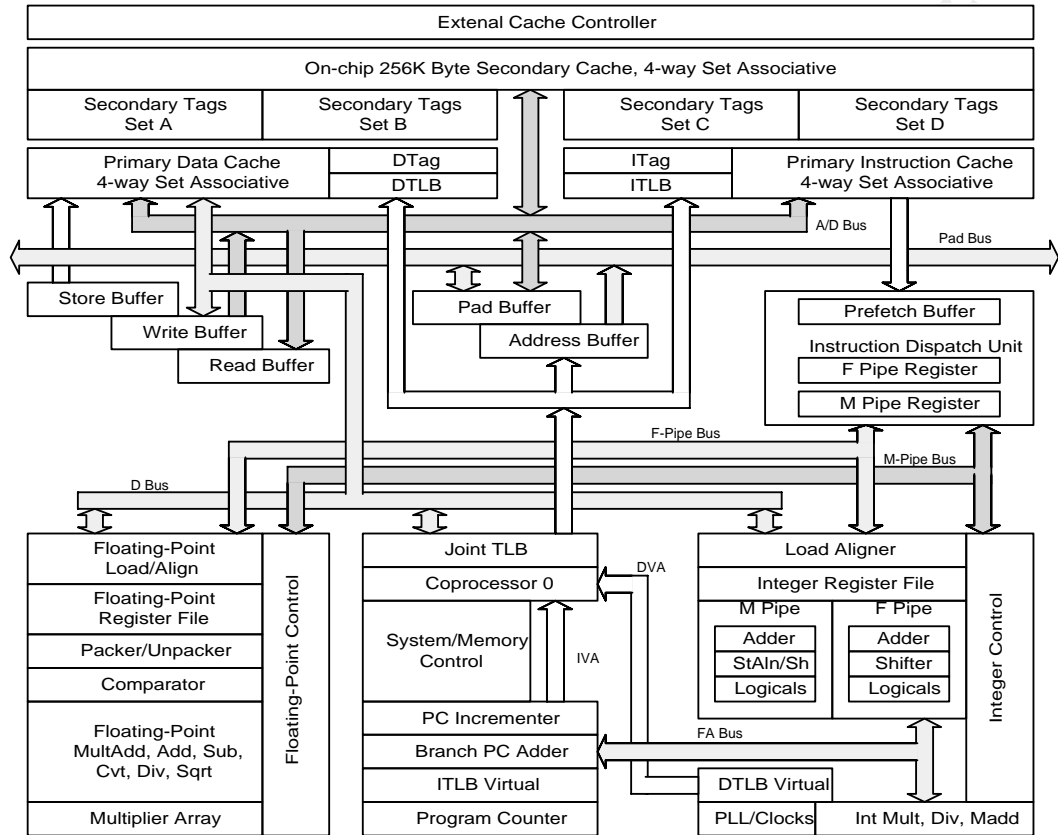 Extenal Cache Controller
On-chip 256K Byte Secondary Cache, 4-way Set Associative
Secondary Tags
Set A
Secondary Tags
Set B
Secondary Tags
Set C
Secondary Tags
Set D
Primary Data Cache
4-way Set Associative
DTag
DTLB
ITag
ITLB
Primary Instruction Cache
4-way Set Associative
A/D Bus
Pad Bus
Store Buffer
Write Buffer
Read Buffer
Pad Buffer
Address Buffer
Prefetch Buffer
Instruction Dispatch Unit
F Pipe Register
M Pipe Register
F-Pipe Bus
M-Pipe Bus
D Bus
Floating-Point
Load/Align
Floating-Point
Register File
Packer/Unpacker
Comparator
Floating-Point
MultAdd, Add, Sub,
Cvt, Div, Sqrt
Multiplier Array
Floating-Point Control
Joint TLB
Coprocessor 0
System/Memory
Control
IVA
DVA
PC Incrementer
Branch PC Adder
ITLB Virtual
Program Counter
FA Bus
Load Aligner
Integer Register File
M Pipe
Adder
StAln/Sh
Logicals
F Pipe
Adder
Shifter
Logicals
Integer Control
DTLB Virtual
PLL/Clocks
Int Mult, Div, Madd